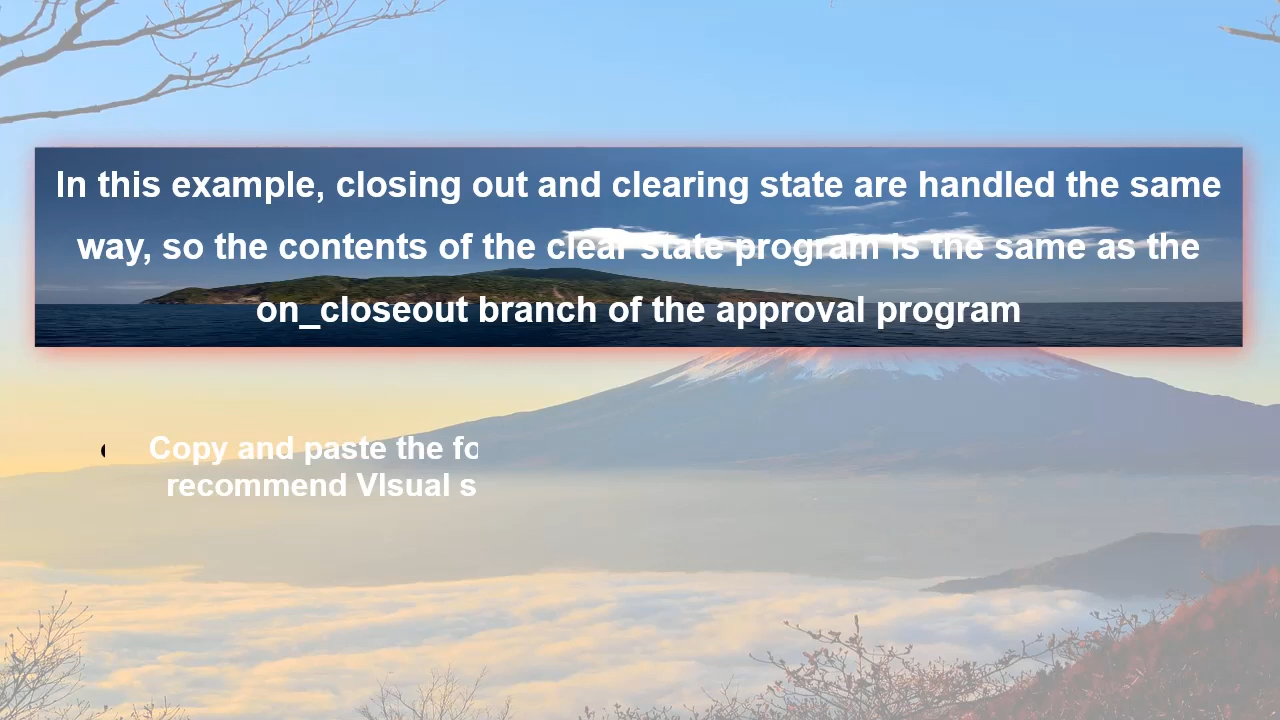 In this example, closing out and clearing state are handled the same
way, so the contents of the clear state program is the same as the
on_closeout branch of the approval program
Copy and paste the
recommend VIsual